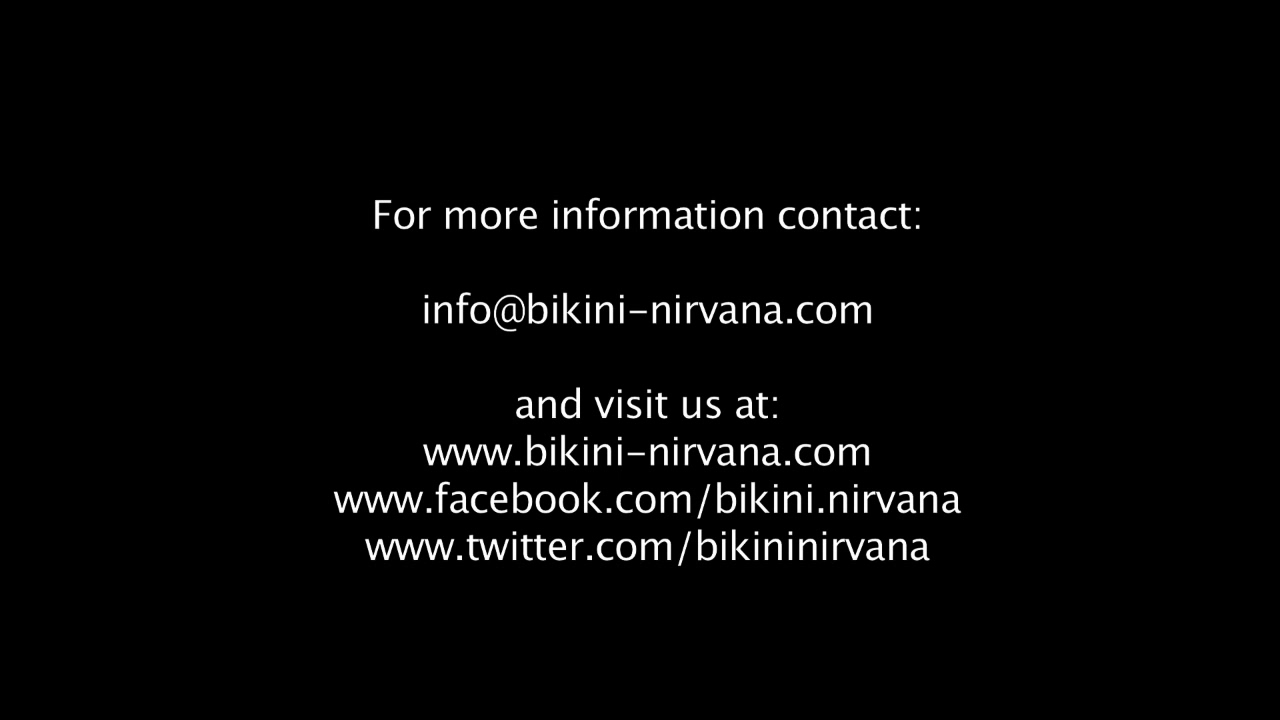 For more information contact:
info@bikini-nirvana.com
and visit us at:
www.bikini-nirvana.com
www.facebook.com/bikini.nirvana
www.twitter.com/bikininirvana